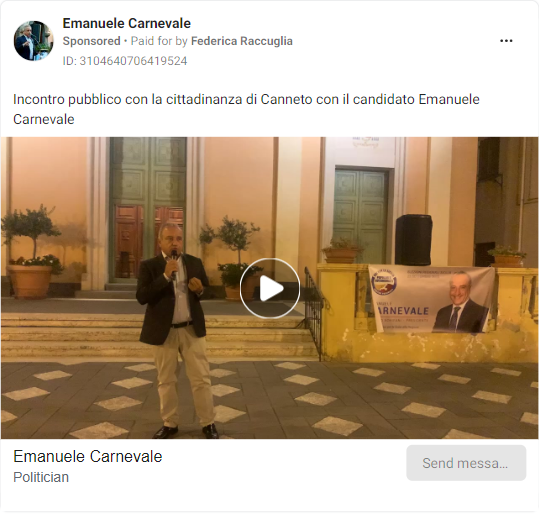 Emanuele Carnevale
Sponsored • Paid for by Federica Raccuglia
ID: 3104640706419524
Incontro pubblico con la cittadinanza di Canneto con il candidato Emanuele
Carnevale
ARNEVALE
Emanuele Carnevale
Politician
Send messa...